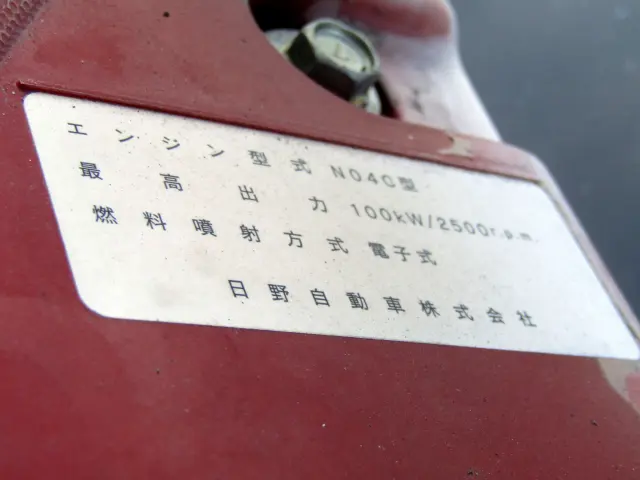 エンジン型式 N04C型
最高出力 100kW/2500r.p.m.
燃料噴射方式 電子式
日野自動車株式会社